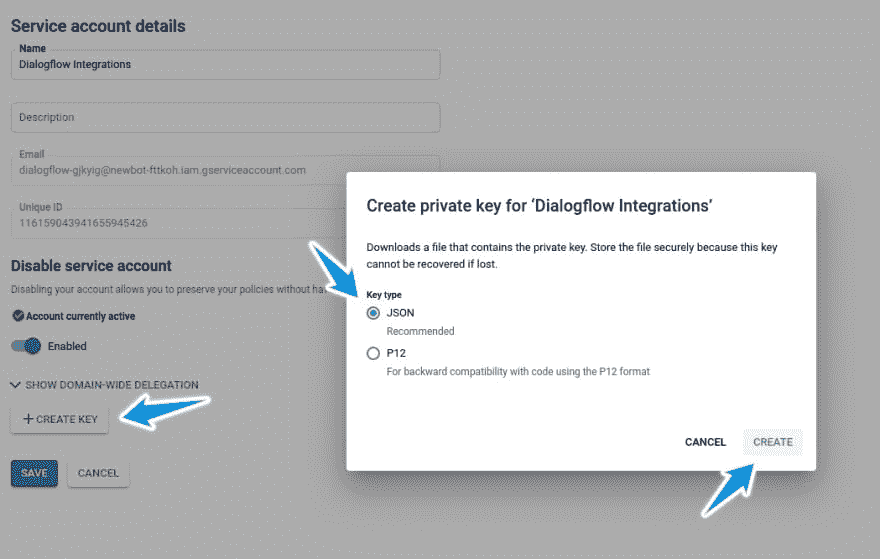 Service account details
Name
Dialogflow Integrations
Description
Email
dialogflow-gjkyig@newbot-fttkoh.iam.gserviceaccount.com
Unique ID
116159043941655945426
Disable service account
Disabling your account allows you to preserve your policies without
Account currently active
Enabled
SHOW DOMAIN-WIDE DELEGATION
+ CREATE KEY
SAVE CANCEL
Create private key for ‘Dialogflow Integrations’
Downloads a file that contains the private key. Store the file securely because this key
cannot be recovered if lost.
Key type
JSON
Recommended
P12
For backward compatibility with code using the P12 format
CANCEL CREATE